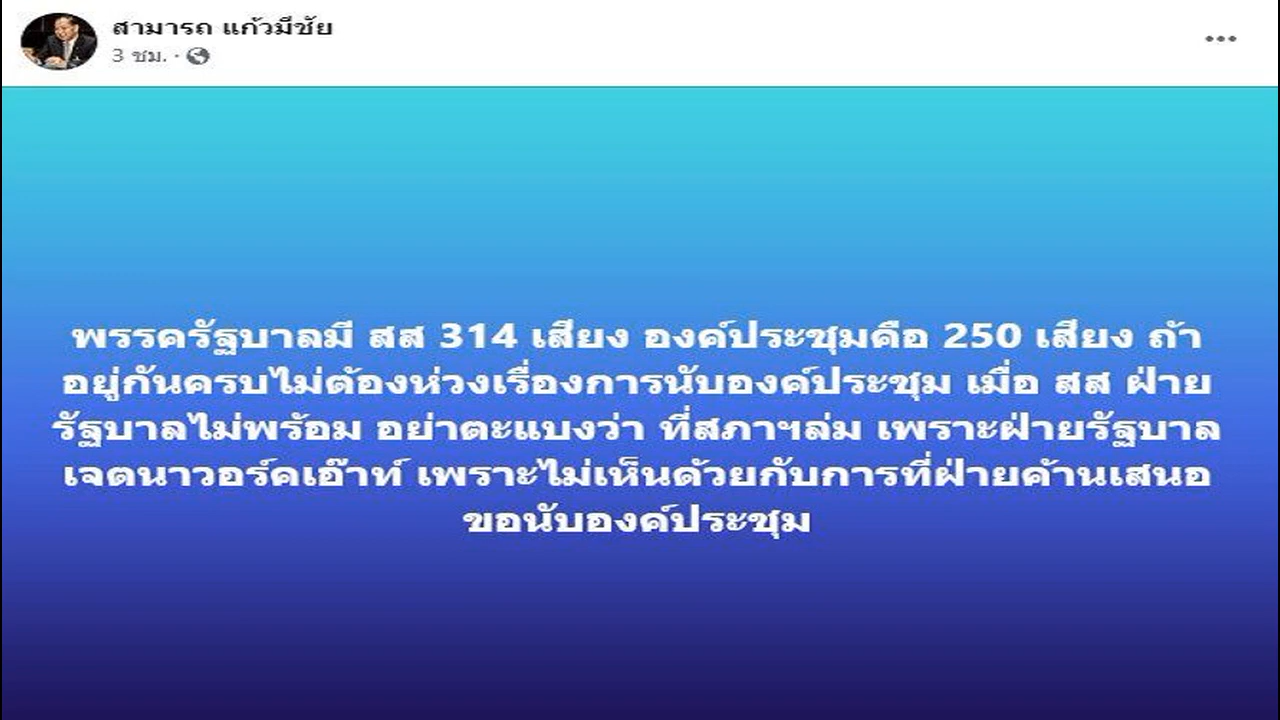 สามารถ แก้วมีชัย
3 ชม. ·
พรรครัฐบาลมี สส 314 เสียง องค์ประชุมคือ 250 เสียง ถ้า
อยู่กันครบไม่ต้องห่วงเรื่องการนับองค์ประชุม เมื่อ สส ฝ่าย
รัฐบาลไม่พร้อม อย่าตะแบงว่า ที่สภาฯล่ม เพราะฝ่ายรัฐบาล
เจตนาวอร์คเอ๊าท์ เพราะไม่เห็นด้วยกับการที่ฝ่ายค้านเสนอ
ขอนับองค์ประชุม